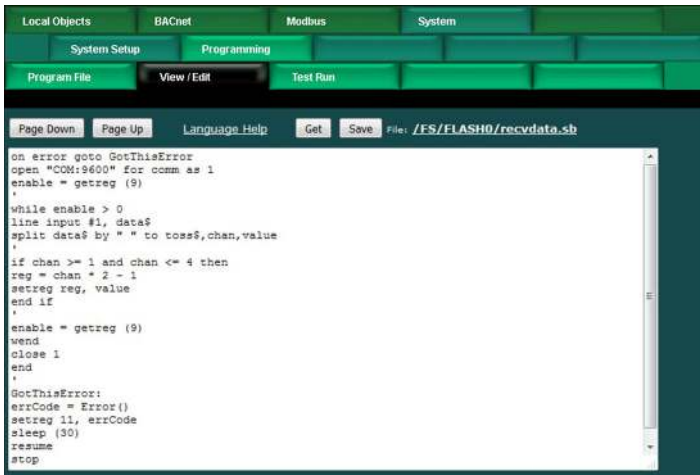 Local Objects BACnet Modbus System
System Setup Programming
Program File View / Edit Test Run
Page Down Page Up Language Help Get Save File: /FS/FLASH0/recvdata.sb
on error goto GotThisError
open "COM:9600" for comm as 1
enable = getreg (9)
'
while enable > 0
line input #1, data$
split data$ by " " to toss$,chan,value
'
if chan >= 1 and chan <= 4 then
reg = chan * 2 - 1
setreg reg, value
end if
'
enable = getreg (9)
wend
close 1
end
'
GotThisError:
errCode = Error()
setreg 11, errCode
sleep (30)
resume
stop